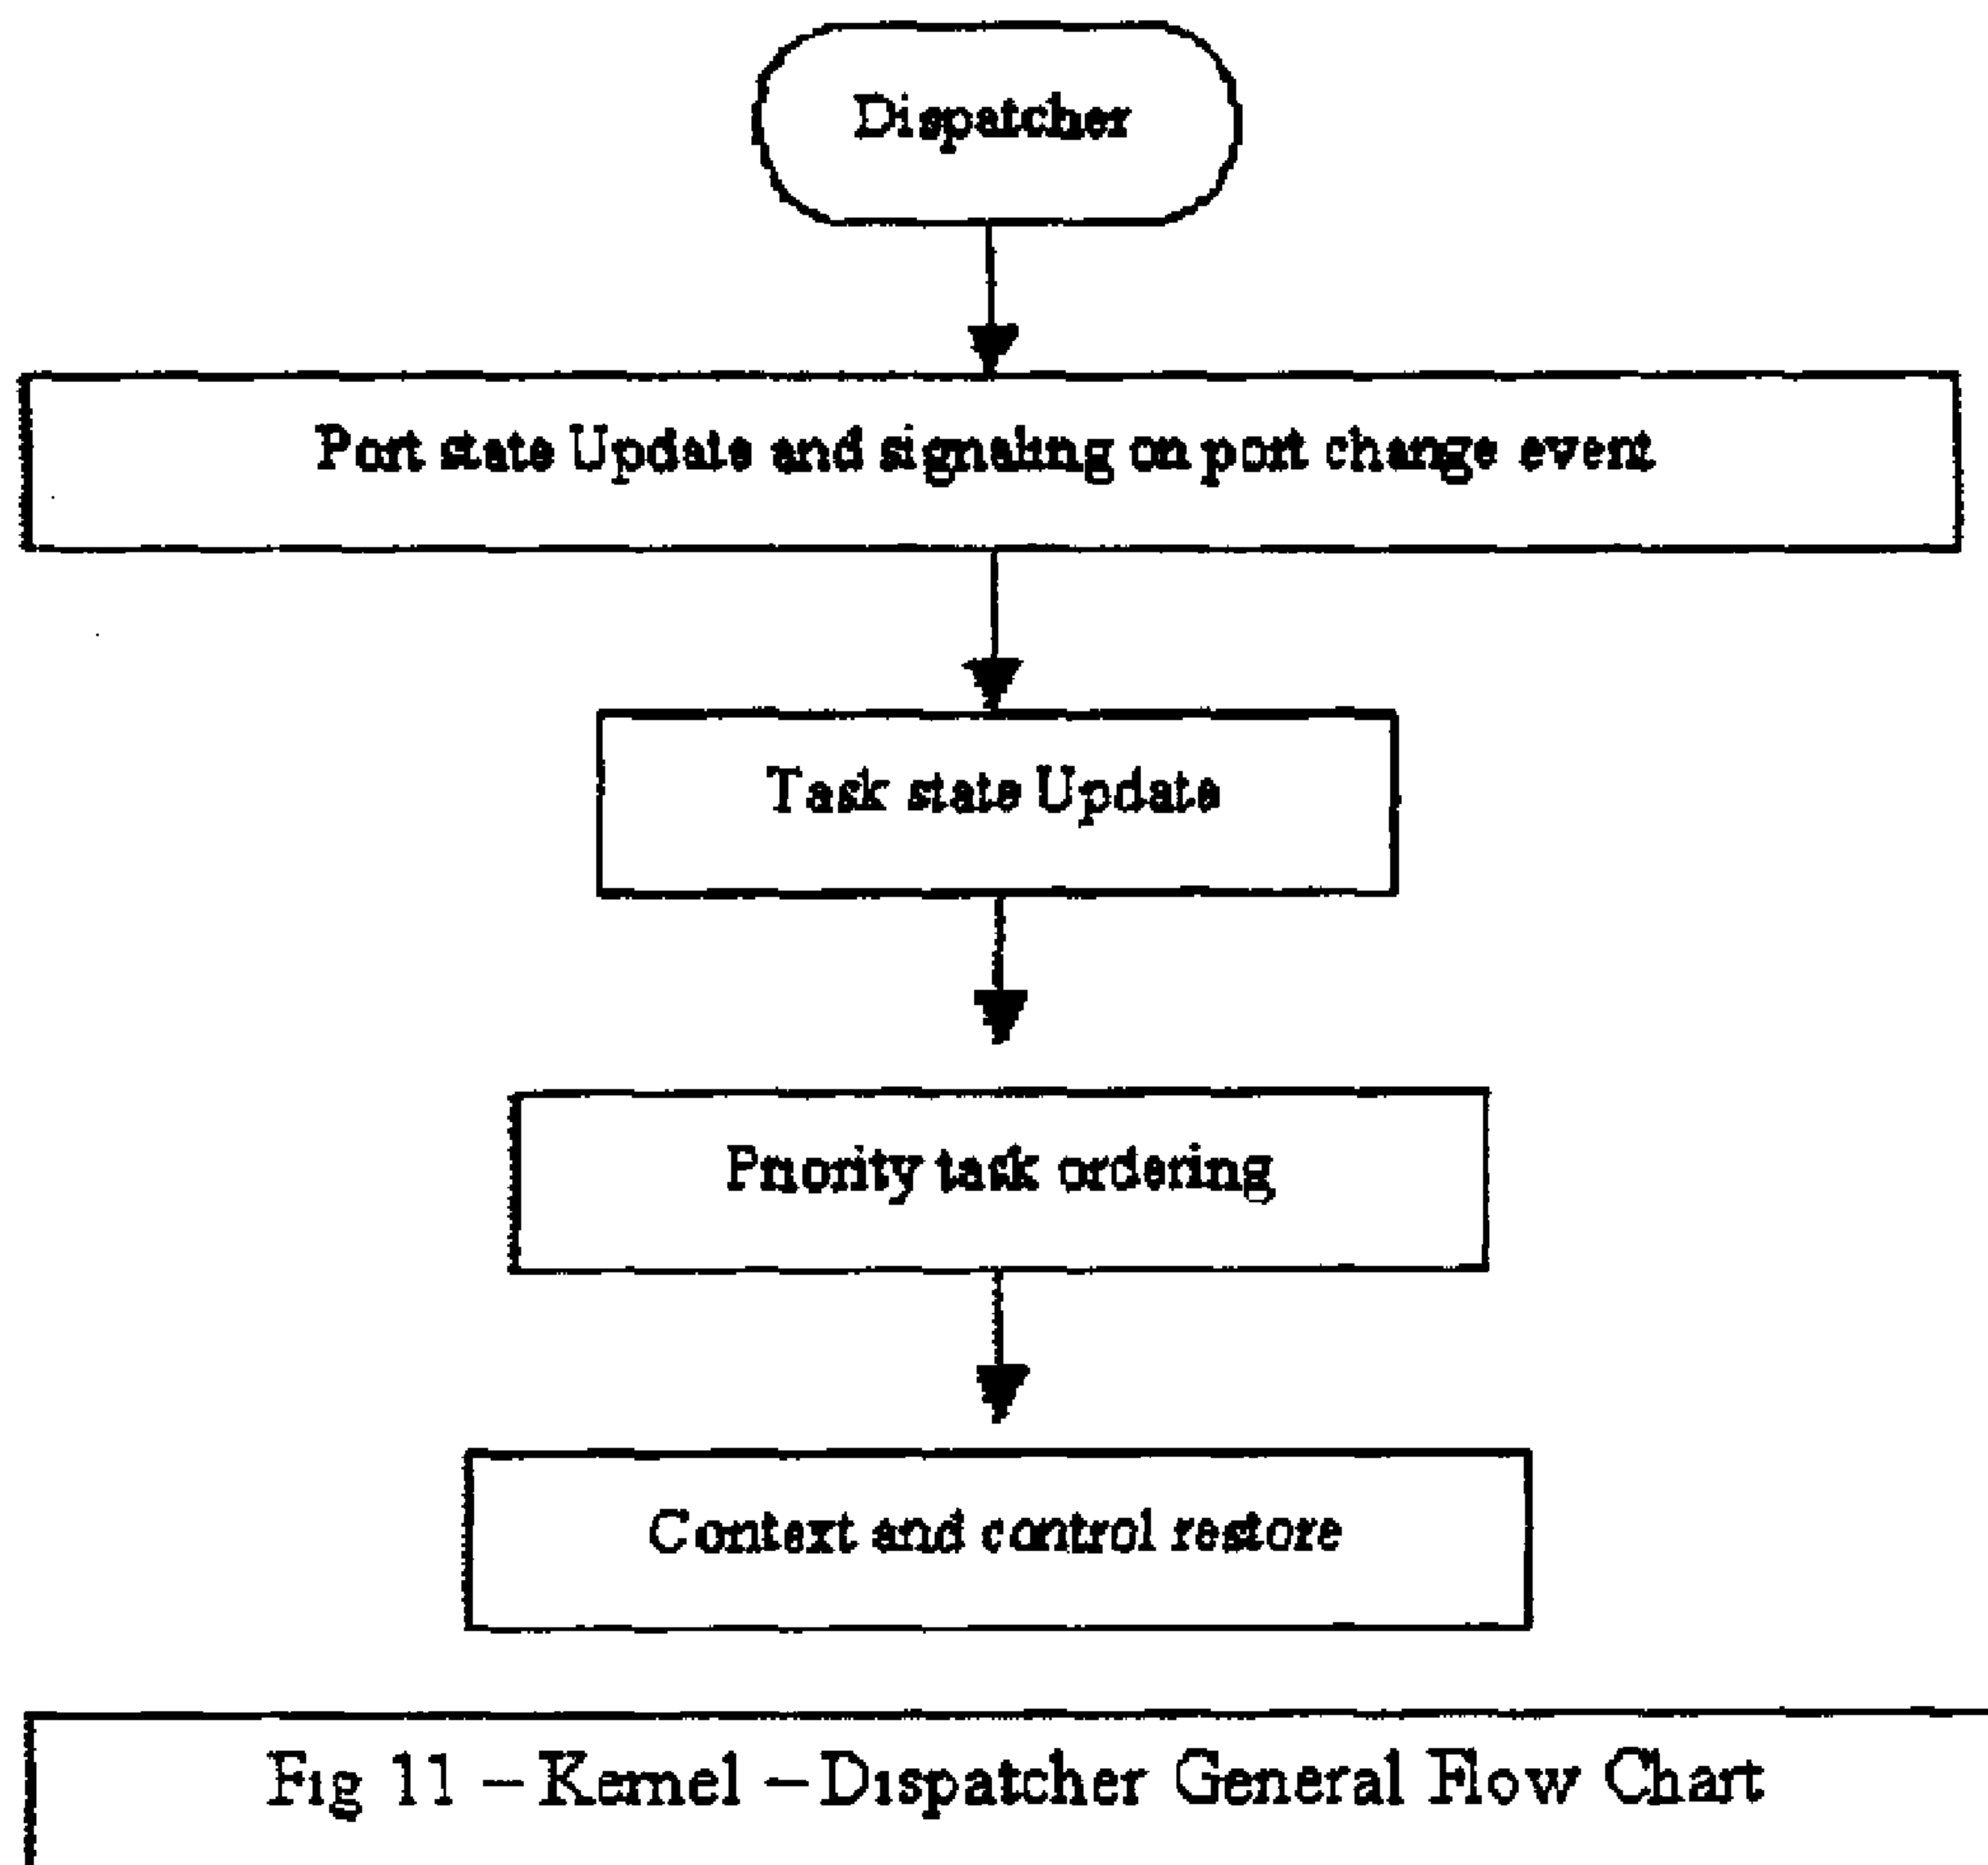 Dispatcher
Port state Update and signaling on port change event
Task state Update
Priority task ordering
Context and control restore
Fig 11 – Kernel – Dispatcher General Flow Chart